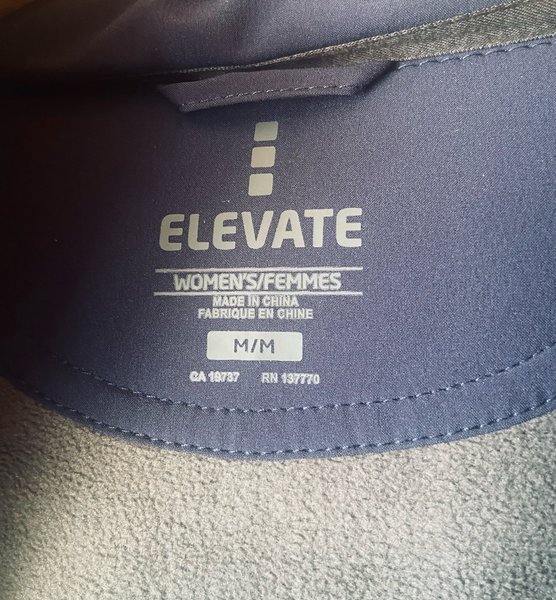 ELEVATE
WOMEN'S/FEMMES
MADE IN CHINA
FABRIQUE EN CHINE
M/M
CA 19737 RN 137770